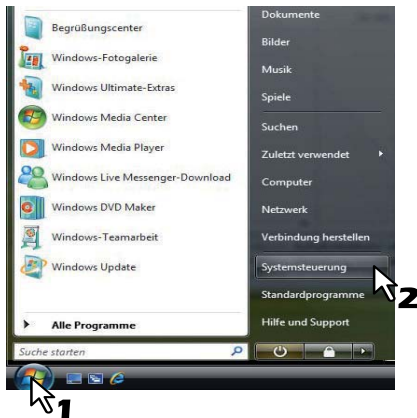 Begrüßungscenter
Windows-Fotogalerie
Windows Ultimate-Extras
Windows Media Center
Windows Media Player
Windows Live Messenger-Download
Windows DVD Maker
Windows-Teamarbeit
Windows Update
Alle Programme
Suche starten
Dokumente
Bilder
Musik
Spiele
Suchen
Zuletzt verwendet
Computer
Netzwerk
Verbindung herstellen
Systemsteuerung
2
Standardprogramme
Hilfe und Support
1